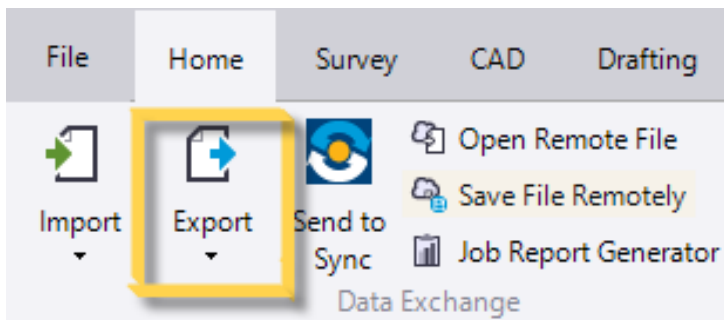 File Home Survey CAD Drafting
Import Export Send to Sync
Open Remote File
Save File Remotely
Job Report Generator
Data Exchange